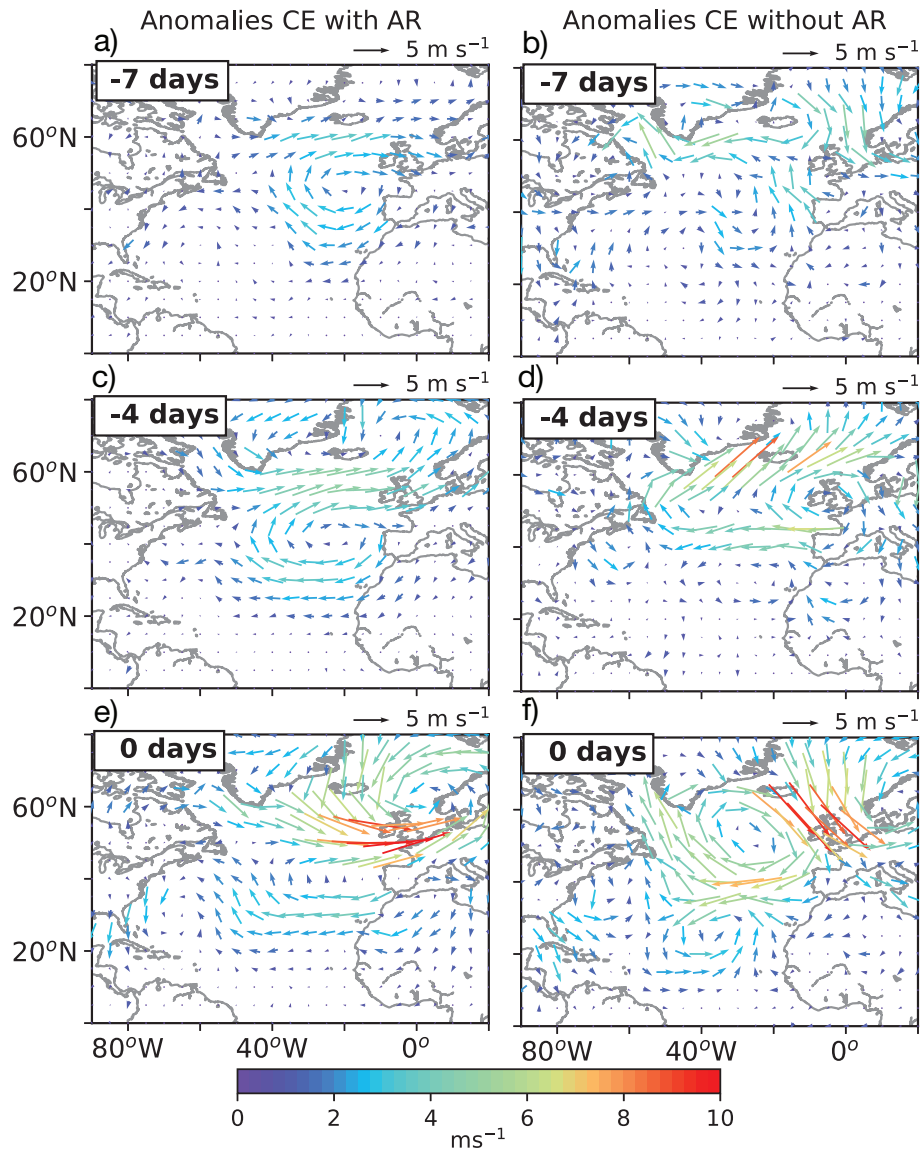 Anomalies CE with AR
Anomalies CE without AR
a)
5 m s⁻¹
b)
5 m s⁻¹
-7 days
-7 days
60°N
20°N
c)
5 m s⁻¹
d)
5 m s⁻¹
-4 days
-4 days
60°N
20°N
e)
5 m s⁻¹
f)
5 m s⁻¹
0 days
0 days
60°N
20°N
80°W 40°W 0°
80°W 40°W 0°
0 2 4 6 8 10
ms⁻¹